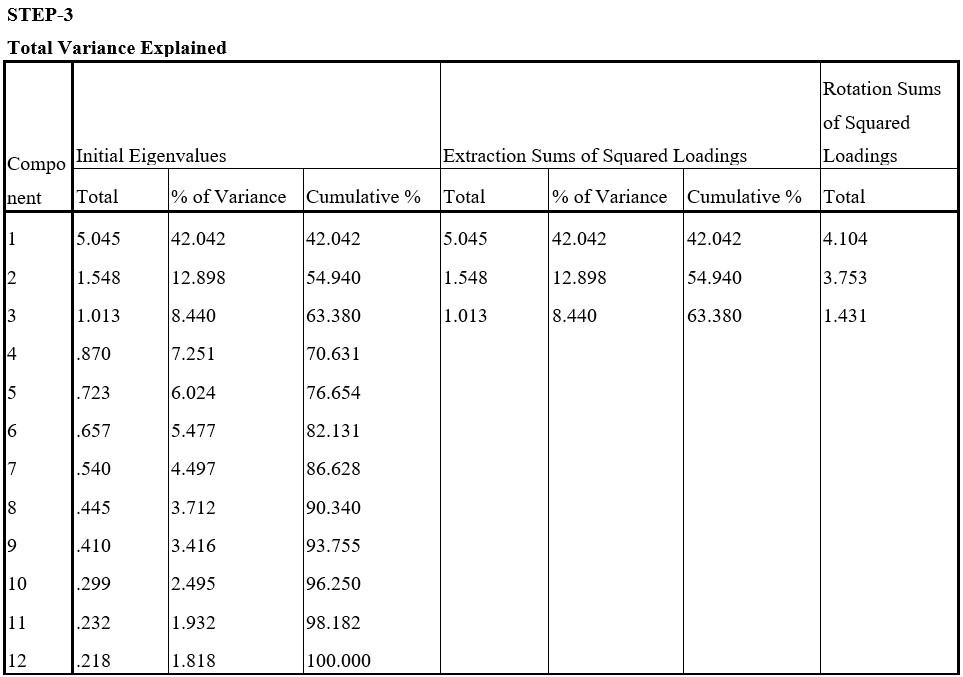 STEP-3
Total Variance Explained
Rotation Sums
of Squared
Compo Initial Eigenvalues Extraction Sums of Squared Loadings Loadings
nent Total % of Variance Cumulative % Total % of Variance Cumulative % Total
1 5.045 42.042 42.042 5.045 42.042 42.042 4.104
2 1.548 12.898 54.940 1.548 12.898 54.940 3.753
3 1.013 8.440 63.380 1.013 8.440 63.380 1.431
4 .870 7.251 70.631
5 .723 6.024 76.654
6 .657 5.477 82.131
7 .540 4.497 86.628
8 .445 3.712 90.340
9 .410 3.416 93.755
10 .299 2.495 96.250
11 .232 1.932 98.182
12 .218 1.818 100.000